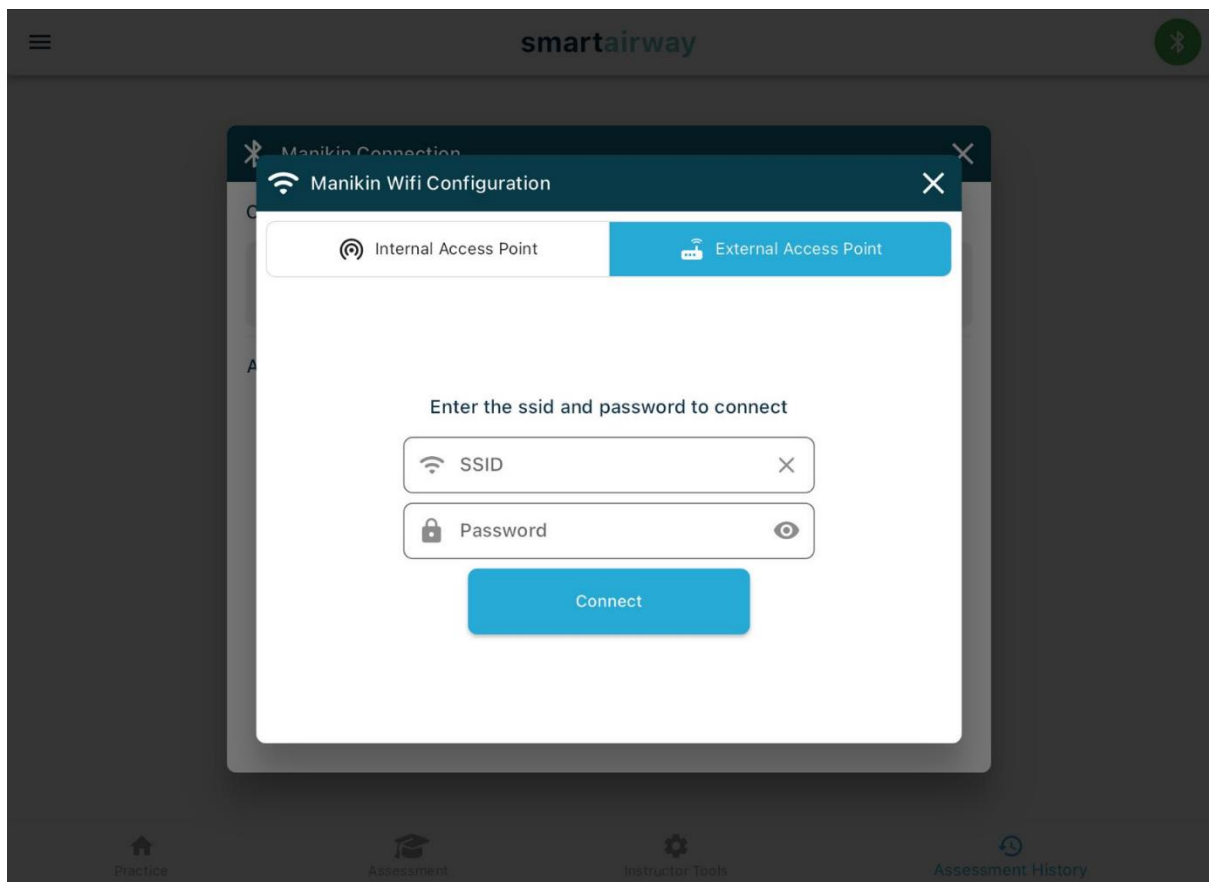 smartairway
Manikin Connection
Manikin Wifi Configuration
C
Internal Access Point
External Access Point
A
Enter the ssid and password to connect
SSID
Password
Connect
Practice
Assessment
Instructor Tools
Assessment History